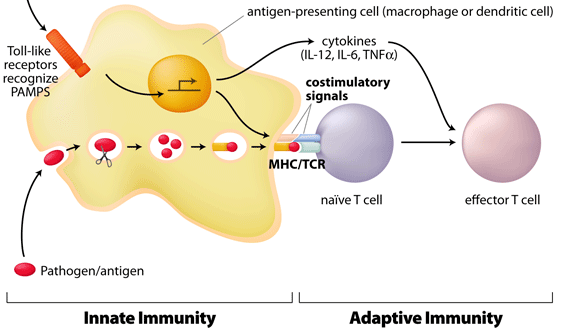 antigen-presenting cell (macrophage or dendritic cell)
Toll-like
receptors
recognize
PAMPS
cytokines
(IL-12, IL-6, TNFα)
costimulatory
signals
MHC/TCR
naïve T cell
effector T cell
Pathogen/antigen
Innate Immunity
Adaptive Immunity